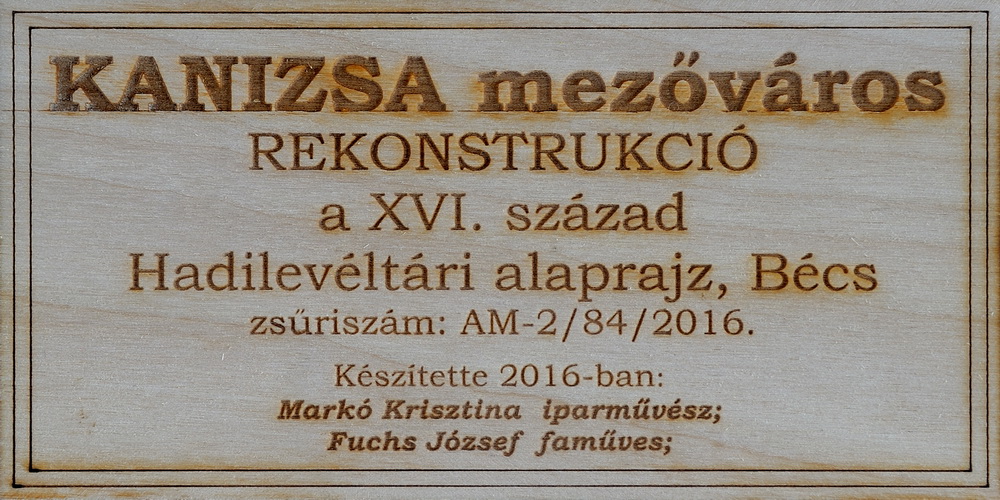 KANIZSA mezőváros
REKONSTRUKCIÓ
a XVI. század
Hadilevéltári alaprajz, Bécs
zsűriszám: AM-2/84/2016.
Készítette 2016-ban:
Markó Krisztina iparművész;
Fuchs József faműves;